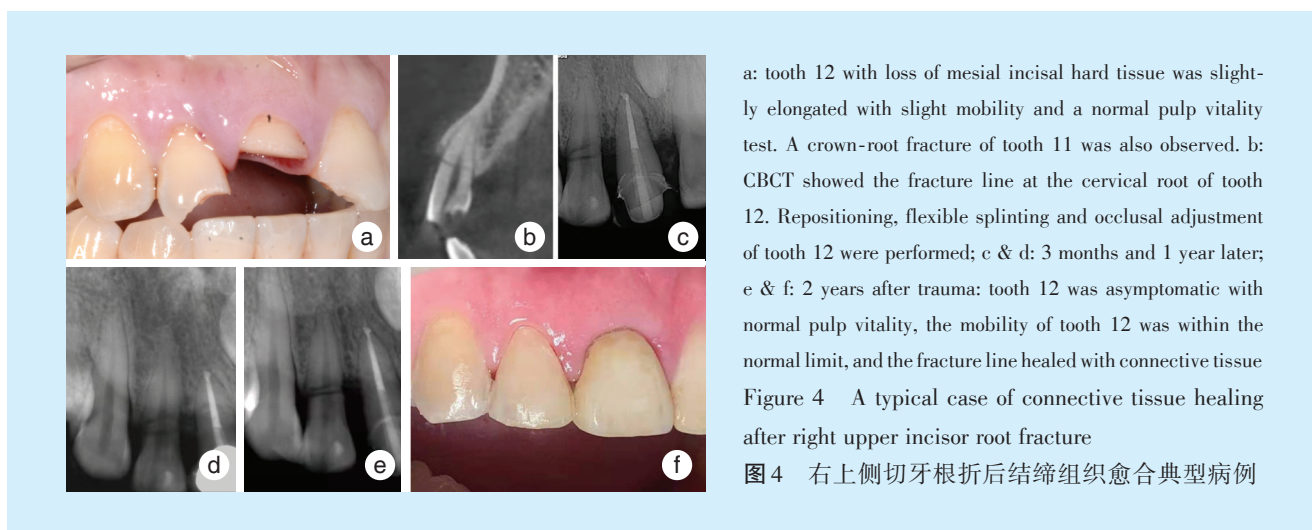 a: tooth 12 with loss of mesial incisal hard tissue was slight-
ly elongated with slight mobility and a normal pulp vitality
test. A crown-root fracture of tooth 11 was also observed. b:
CBCT showed the fracture line at the cervical root of tooth
12. Repositioning, flexible splinting and occlusal adjustment
of tooth 12 were performed; c & d: 3 months and 1 year later;
e & f: 2 years after trauma: tooth 12 was asymptomatic with
normal pulp vitality, the mobility of tooth 12 was within the
normal limit, and the fracture line healed with connective tissue
Figure 4 A typical case of connective tissue healing
after right upper incisor root fracture
图4 右上侧切牙根折后结缔组织愈合典型病例
a
b
c
d
e
f